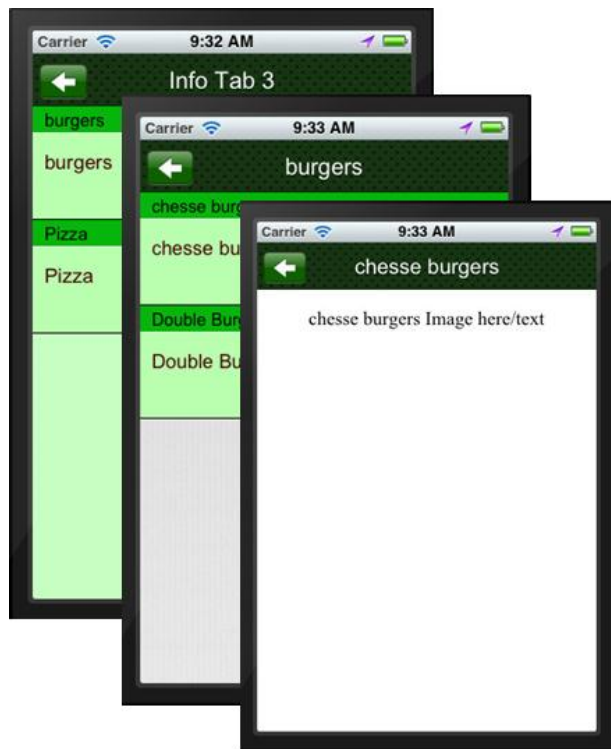 Carrier 9:32 AM
Info Tab 3
burgers
burgers
Pizza
Pizza
Carrier 9:33 AM
burgers
chesse burg
chesse bu
Double Burg
Double Bu
Carrier 9:33 AM
chesse burgers
chesse burgers Image here/text